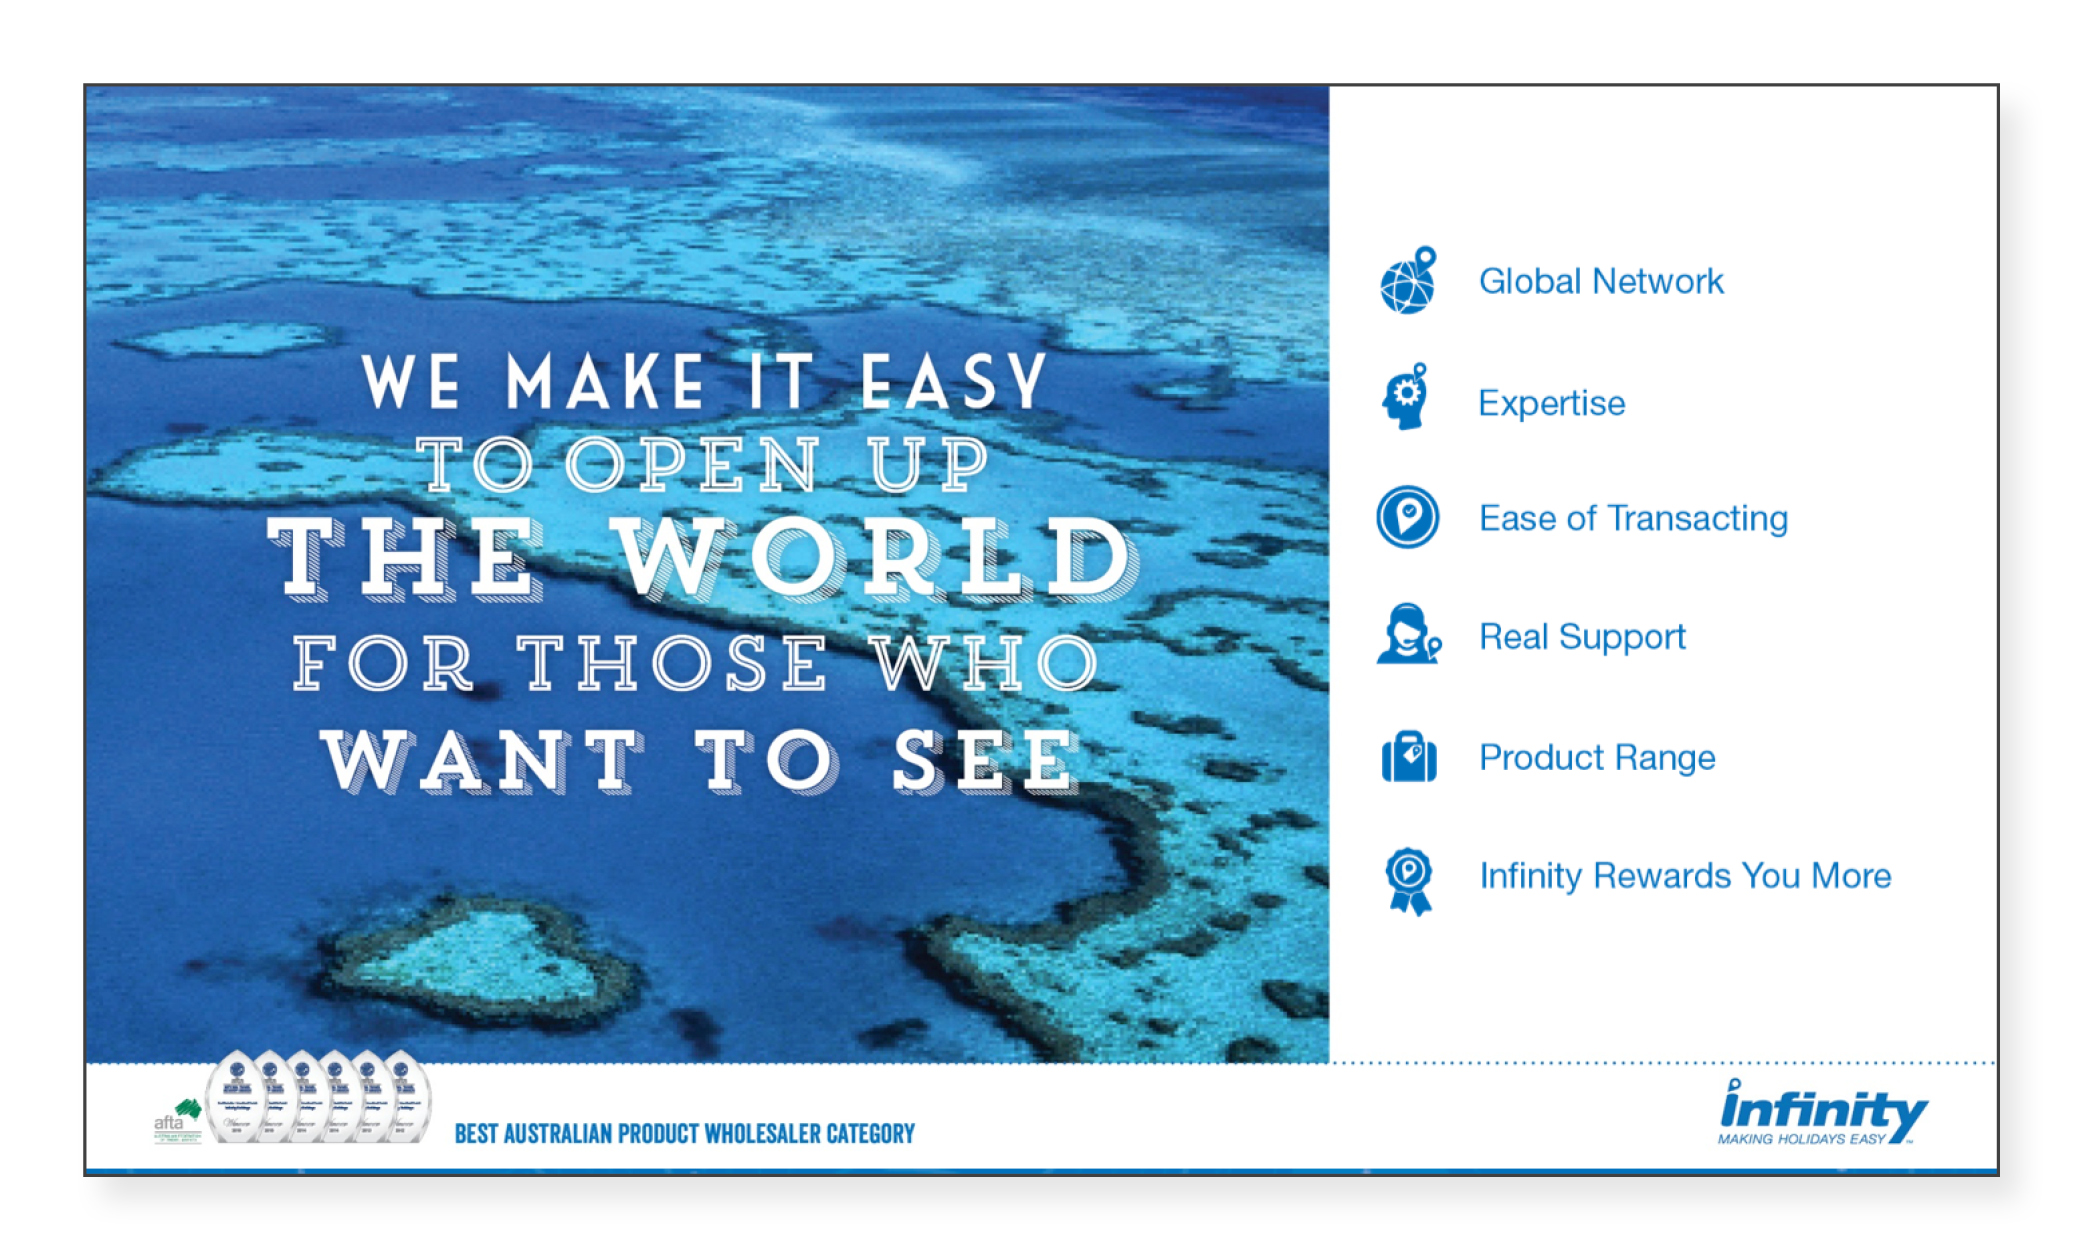 WE MAKE IT EASY
TO OPEN UP
THE WORLD
FOR THOSE WHO
WANT TO SEE
Global Network
Expertise
Ease of Transacting
Real Support
Product Range
Infinity Rewards You More
afta
BEST AUSTRALIAN PRODUCT WHOLESALER CATEGORY
infinity
MAKING HOLIDAYS EASY™